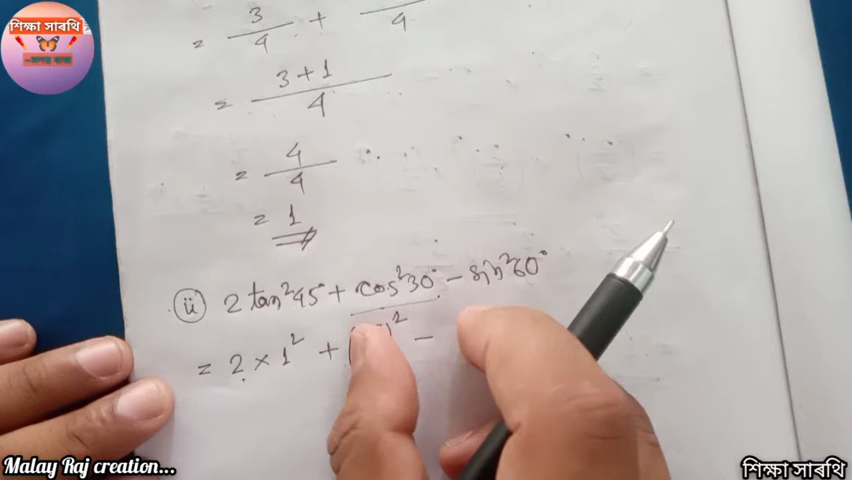 শিক্ষা সাৰথি
= 3/4 + /4
= 3+1/4
= 4/4
= 1
(ii) 2 tan²45° + cos²30° - sin²60°
= 2 × 1² + ( )² -
Malay Raj creation...
শিক্ষা সাৰথি